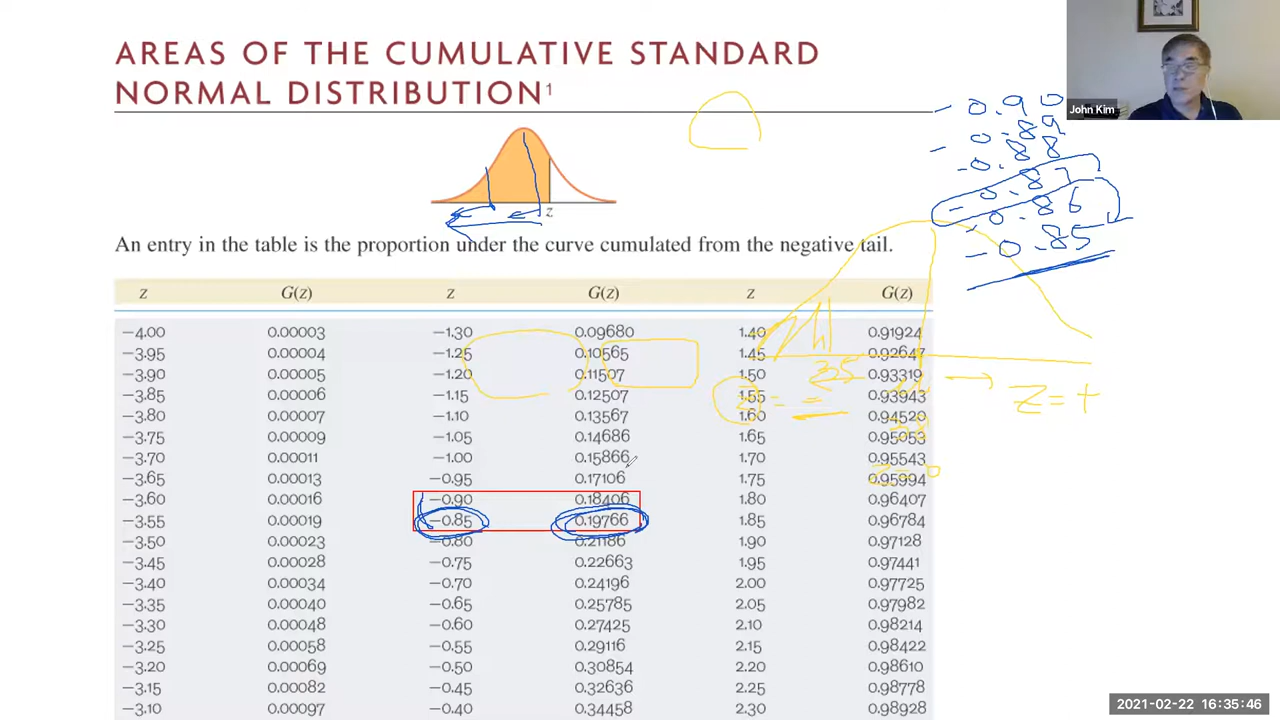 AREAS OF THE CUMULATIVE STANDARD
NORMAL DISTRIBUTION¹
John Kim
-0.90
-0.89
-0.88
-0.87
-0.86
-0.85
z
An entry in the table is the proportion under the curve cumulated from the negative tail.
z G(z) z G(z) z G(z)
−4.00 0.00003 −1.30 0.09680 1.40 0.91924
−3.95 0.00004 −1.25 0.10565 1.45 0.92647
−3.90 0.00005 −1.20 0.11507 1.50 0.93319
−3.85 0.00006 −1.15 0.12507 1.55 0.93943
−3.80 0.00007 −1.10 0.13567 1.60 0.94520
−3.75 0.00009 −1.05 0.14686 1.65 0.95053
−3.70 0.00011 −1.00 0.15866 1.70 0.95543
−3.65 0.00013 −0.95 0.17106 1.75 0.95994
−3.60 0.00016 −0.90 0.18406 1.80 0.96407
−3.55 0.00019 −0.85 0.19766 1.85 0.96784
−3.50 0.00023 −0.80 0.21186 1.90 0.97128
−3.45 0.00028 −0.75 0.22663 1.95 0.97441
−3.40 0.00034 −0.70 0.24196 2.00 0.97725
−3.35 0.00040 −0.65 0.25785 2.05 0.97982
−3.30 0.00048 −0.60 0.27425 2.10 0.98214
−3.25 0.00058 −0.55 0.29116 2.15 0.98422
−3.20 0.00069 −0.50 0.30854 2.20 0.98610
−3.15 0.00082 −0.45 0.32636 2.25 0.98778
−3.10 0.00097 −0.40 0.34458 2.30 0.98928
Z=+
Z=0
2021-02-22 16:35:46